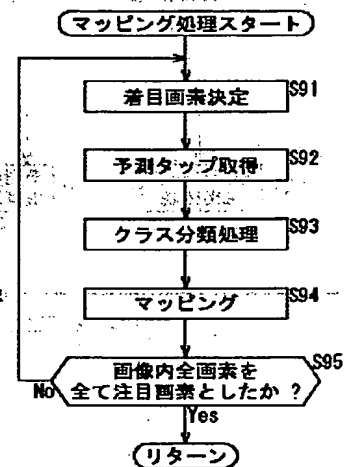 マッピング処理スタート
着目画素決定 S91
予測タップ取得 S92
クラス分類処理 S93
マッピング S94
画像内全画素を S95
全て注目画素としたか ?
No
Yes
リターン